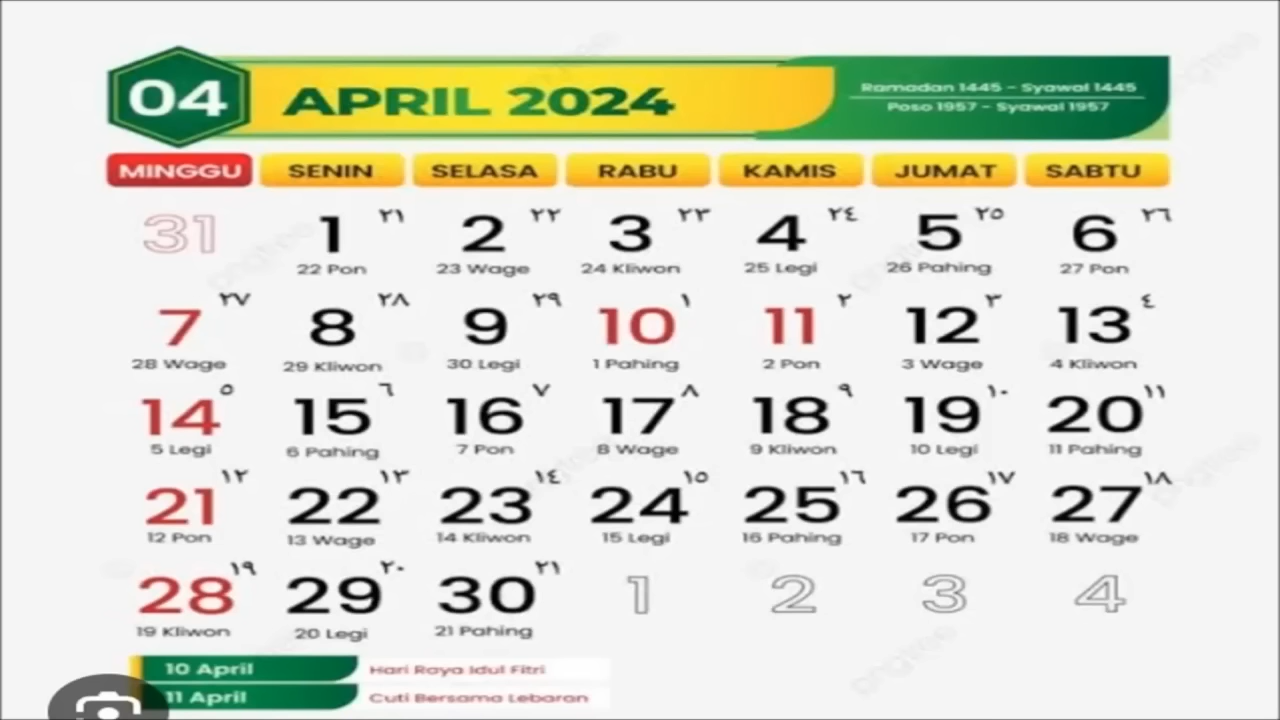 04 APRIL 2024
Ramadan 1445 - Syawal 1445
Poso 1957 - Syawal 1957
MINGGU SENIN SELASA RABU KAMIS JUMAT SABTU
31 1 ٢١ 2 ٢٢ 3 ٢٣ 4 ٢٤ 5 ٢٥ 6 ٢٦
22 Pon 23 Wage 24 Kliwon 25 Legi 26 Pahing 27 Pon
7 ٢٧ 8 ٢٨ 9 ٢٩ 10 ١ 11 ٢ 12 ٣ 13 ٤
28 Wage 29 Kliwon 30 Legi 1 Pahing 2 Pon 3 Wage 4 Kliwon
14 ٥ 15 ٦ 16 ٧ 17 ٨ 18 ٩ 19 ١٠ 20 ١١
5 Legi 6 Pahing 7 Pon 8 Wage 9 Kliwon 10 Legi 11 Pahing
21 ١٢ 22 ١٣ 23 ١٤ 24 ١٥ 25 ١٦ 26 ١٧ 27 ١٨
12 Pon 13 Wage 14 Kliwon 15 Legi 16 Pahing 17 Pon 18 Wage
28 ١٩ 29 ٢٠ 30 ٢١ 1 2 3 4
19 Kliwon 20 Legi 21 Pahing
10 April Hari Raya Idul Fitri
11 April Cuti Bersama Lebaran